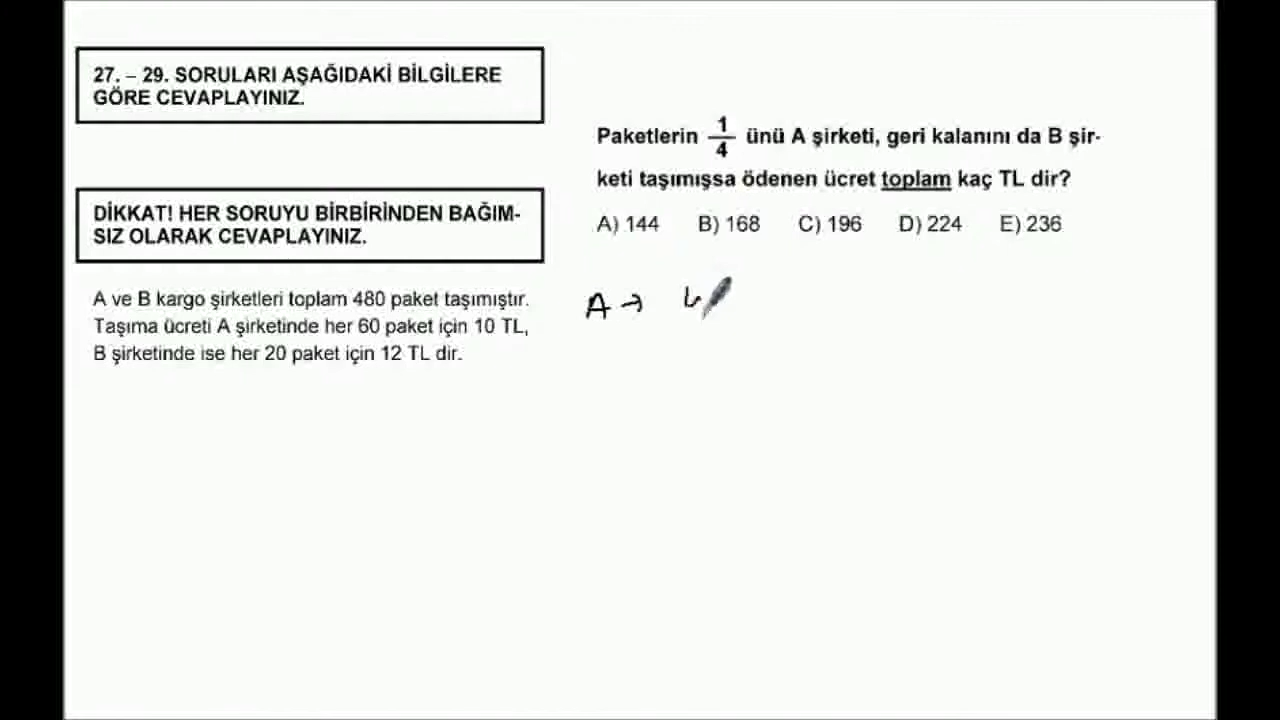 27. – 29. SORULARI AŞAĞIDAKİ BİLGİLERE
GÖRE CEVAPLAYINIZ.
DİKKAT! HER SORUYU BİRBİRİNDEN BAĞIM-
SIZ OLARAK CEVAPLAYINIZ.
A ve B kargo şirketleri toplam 480 paket taşımıştır.
Taşıma ücreti A şirketinde her 60 paket için 10 TL,
B şirketinde ise her 20 paket için 12 TL dir.
Paketlerin 1/4 ünü A şirketi, geri kalanını da B şir-
keti taşımışsa ödenen ücret toplam kaç TL dir?
A) 144 B) 168 C) 196 D) 224 E) 236
A →